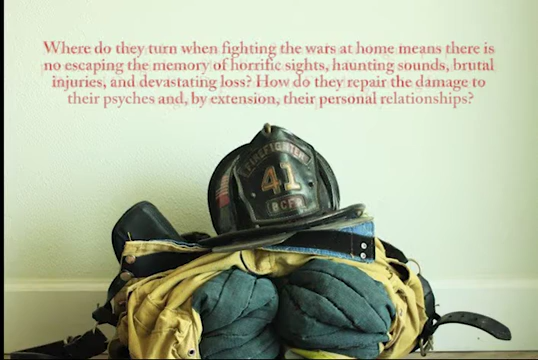 Where do they turn when fighting the wars at home means there is
no escaping the memory of horrific sights, haunting sounds, brutal
injuries, and devastating loss? How do they repair the damage to
their psyches and, by extension, their personal relationships?
FIREFIGHTER
41
BCFR